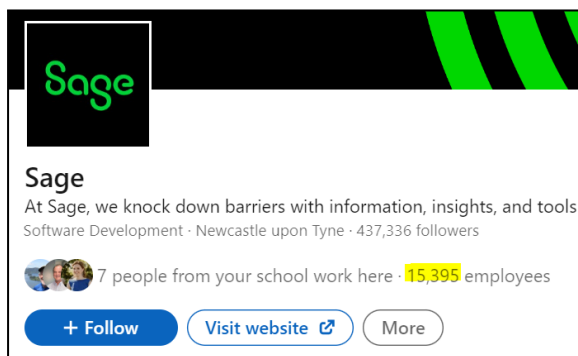 Sage
Sage
At Sage, we knock down barriers with information, insights, and tools
Software Development · Newcastle upon Tyne · 437,336 followers
7 people from your school work here · 15,395 employees
+ Follow
Visit website
More